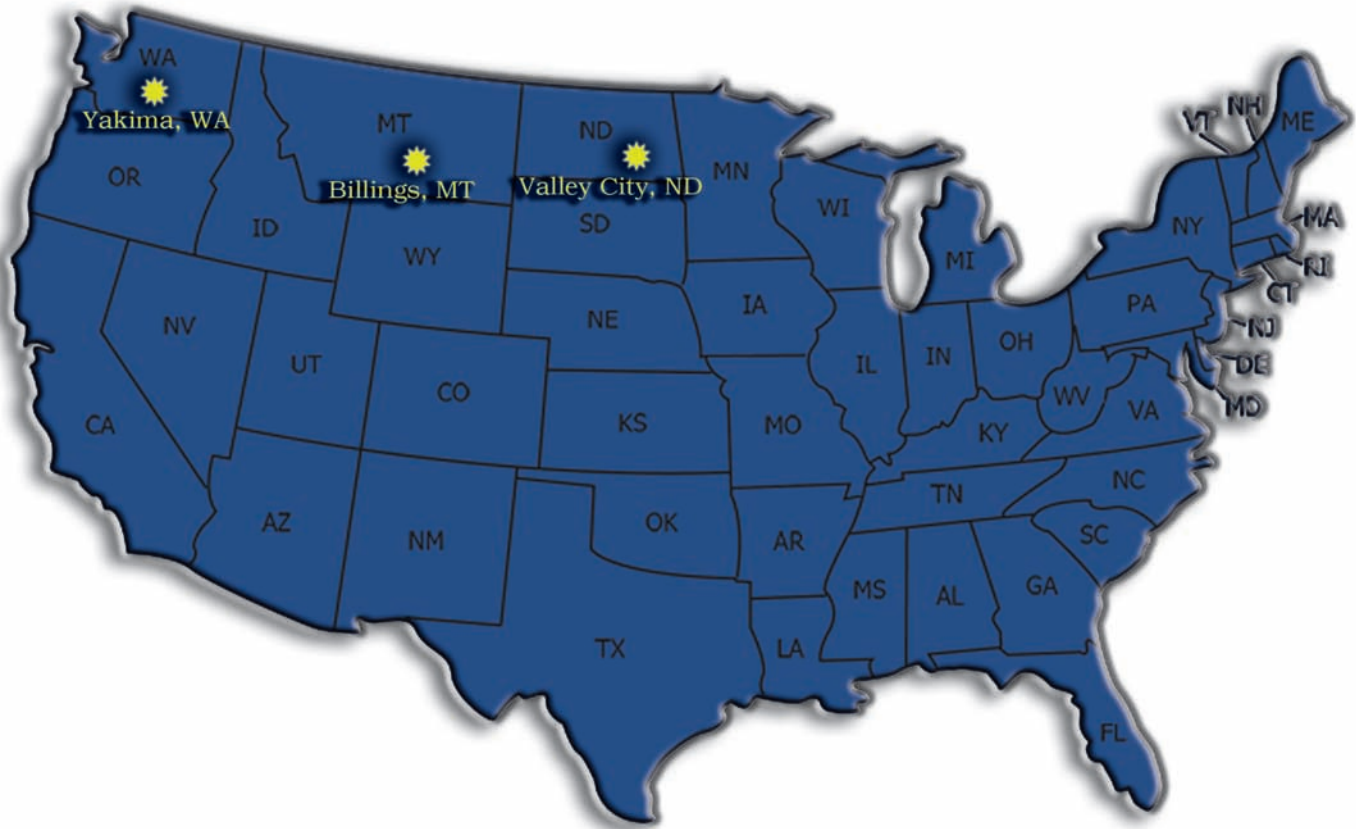 WA
Yakima, WA
OR
MT
Billings, MT
ND
Valley City, ND
MN
ID
WY
SD
WI
MI
NV
UT
CO
NE
IA
KS
MO
IL
IN
OH
KY
WV
VA
PA
NY
VT
NH
ME
MA
RI
CT
NJ
DE
MD
CA
AZ
NM
OK
AR
TN
NC
SC
TX
LA
MS
AL
GA
FL